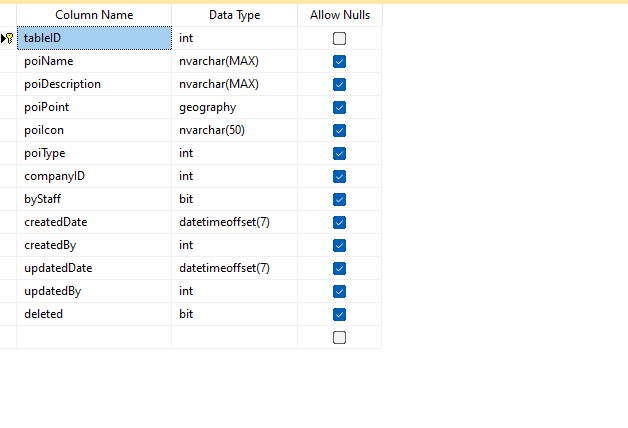 Column Name Data Type Allow Nulls
tableID int
poiName nvarchar(MAX)
poiDescription nvarchar(MAX)
poiPoint geography
poiIcon nvarchar(50)
poiType int
companyID int
byStaff bit
createdDate datetimeoffset(7)
createdBy int
updatedDate datetimeoffset(7)
updatedBy int
deleted bit